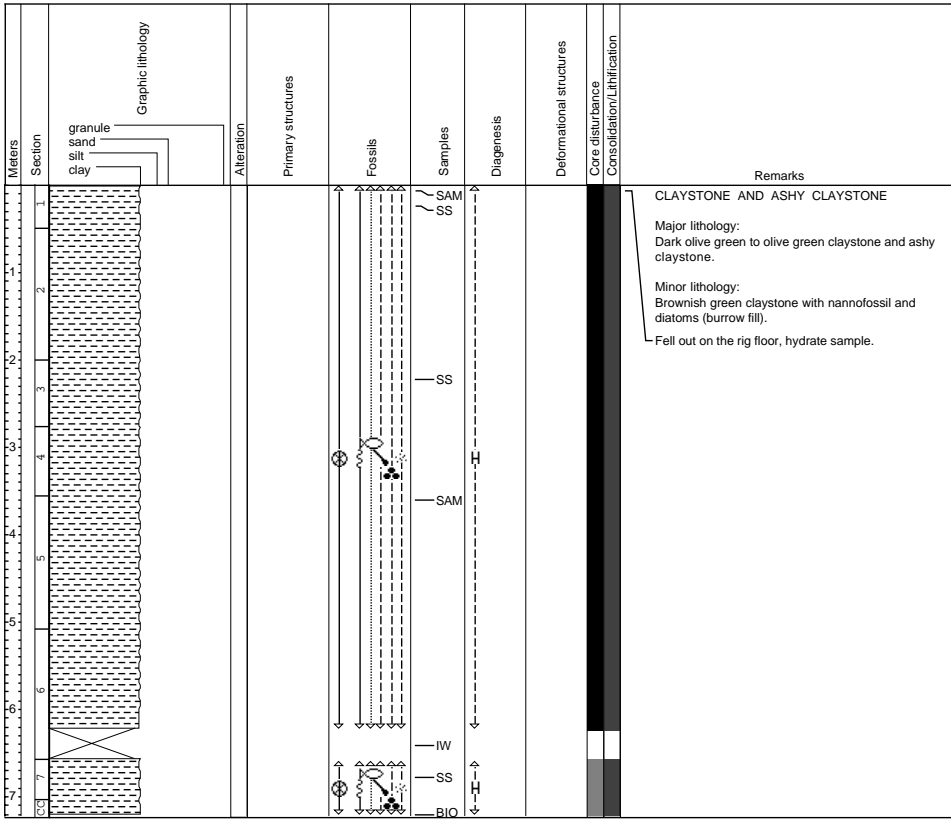 Meters
Section
Graphic lithology
granule
sand
silt
clay
Alteration
Primary structures
Fossils
Samples
Diagenesis
Deformational structures
Core disturbance
Consolidation/Lithification
Remarks
1
2
3
4
5
6
7
1
2
3
4
5
6
7
CC
SAM
SS
SS
SAM
IW
SS
BIO
H
H
CLAYSTONE AND ASHY CLAYSTONE
Major lithology:
Dark olive green to olive green claystone and ashy
claystone.
Minor lithology:
Brownish green claystone with nannofossil and
diatoms (burrow fill).
Fell out on the rig floor, hydrate sample.